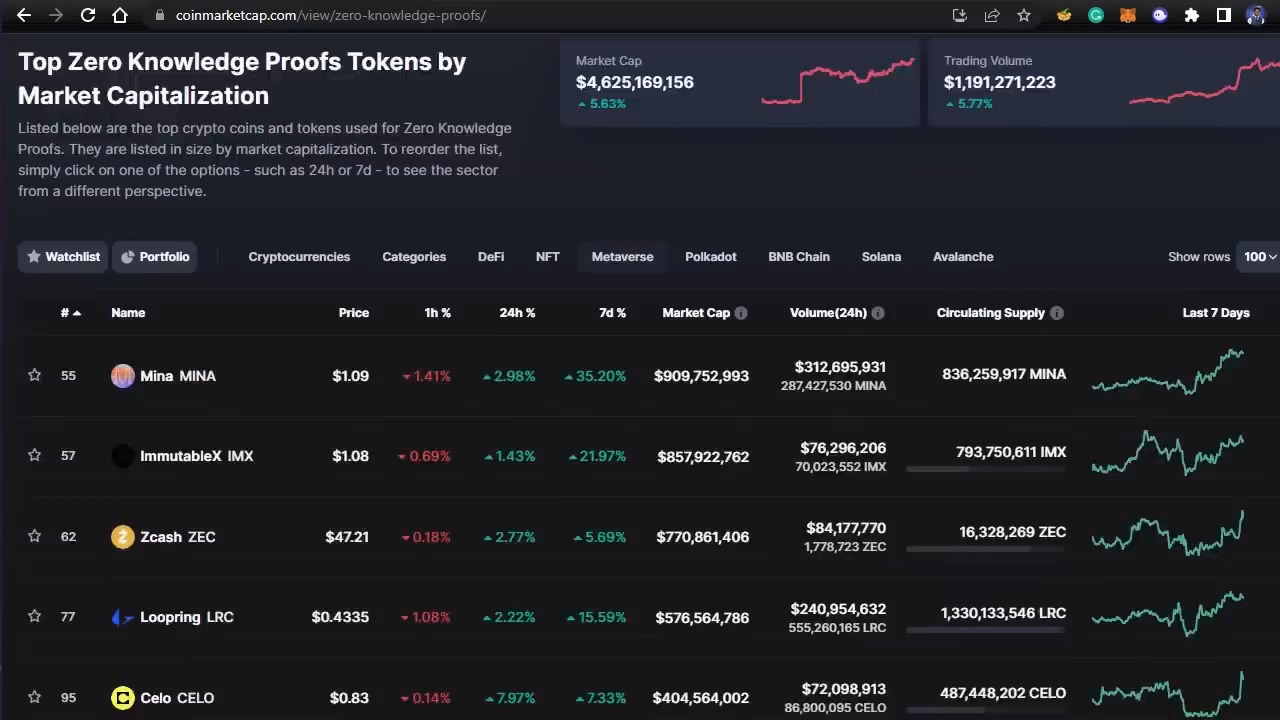 coinmarketcap.com/view/zero-knowledge-proofs/
Top Zero Knowledge Proofs Tokens by
Market Capitalization
Listed below are the top crypto coins and tokens used for Zero Knowledge
Proofs. They are listed in size by market capitalization. To reorder the list,
simply click on one of the options - such as 24h or 7d - to see the sector
from a different perspective.
Market Cap
$4,625,169,156
5.63%
Trading Volume
$1,191,271,223
5.77%
Watchlist Portfolio Cryptocurrencies Categories DeFi NFT Metaverse Polkadot BNB Chain Solana Avalanche Show rows 100
# Name Price 1h % 24h % 7d % Market Cap Volume(24h) Circulating Supply Last 7 Days
55 Mina MINA $1.09 1.41% 2.98% 35.20% $909,752,993 $312,695,931 836,259,917 MINA
287,427,530 MINA
57 ImmutableX IMX $1.08 0.69% 1.43% 21.97% $857,922,762 $76,296,206 793,750,611 IMX
70,023,552 IMX
62 Zcash ZEC $47.21 0.18% 2.77% 5.69% $770,861,406 $84,177,770 16,328,269 ZEC
1,778,723 ZEC
77 Loopring LRC $0.4335 1.08% 2.22% 15.59% $576,564,786 $240,954,632 1,330,133,546 LRC
555,260,165 LRC
95 Celo CELO $0.83 0.14% 7.97% 7.33% $404,564,002 $72,098,913 487,448,202 CELO
86,800,095 CELO